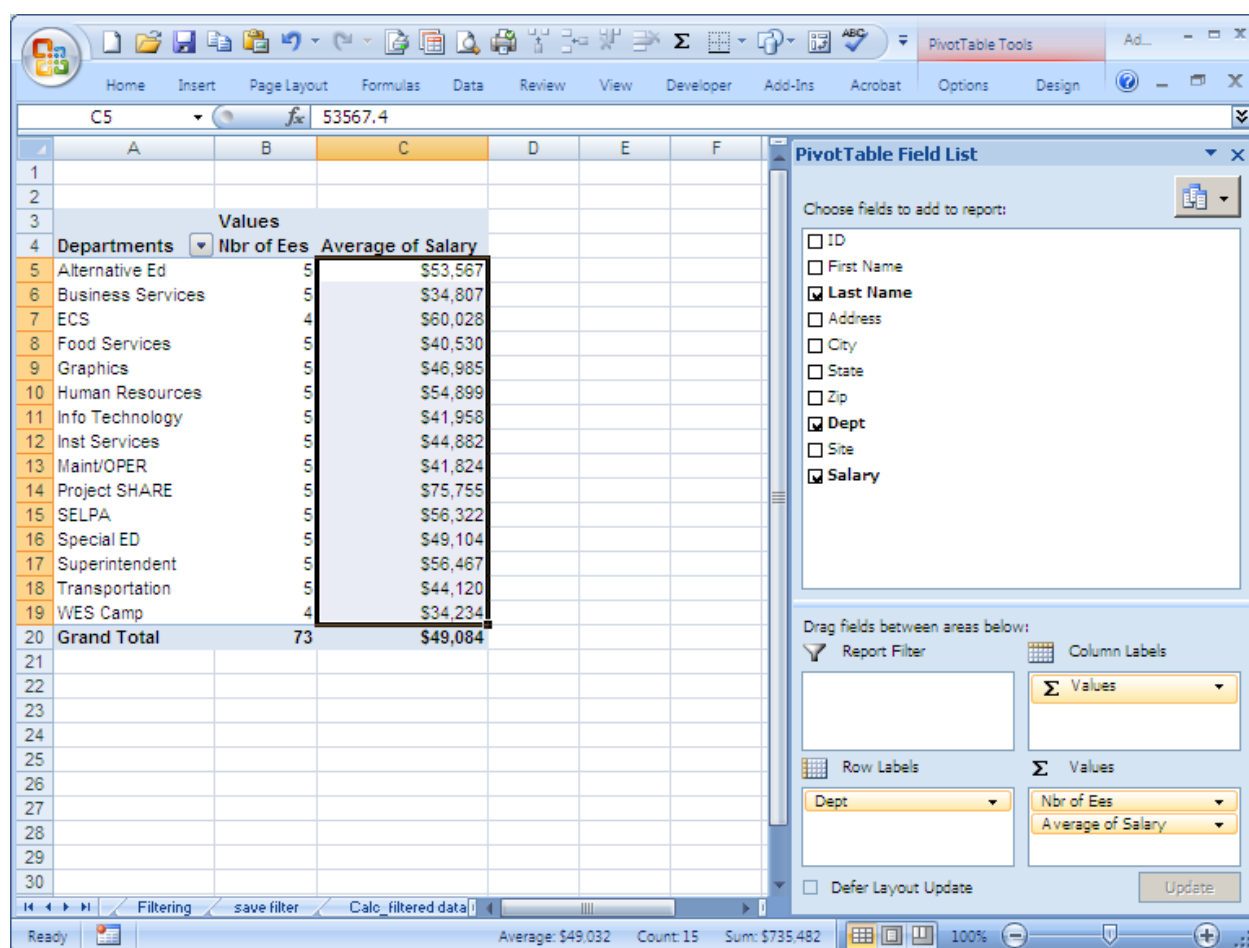 ABC PivotTable Tools Ad...
Home Insert Page Layout Formulas Data Review View Developer Add-Ins Acrobat Options Design
C5 fx 53567.4
A B C D E F
PivotTable Field List
1
2
Choose fields to add to report:
3 Values
4 Departments Nbr of Ees Average of Salary
ID
5 Alternative Ed 5 $53,567
First Name
6 Business Services 5 $34,807
Last Name
7 ECS 4 $60,028
Address
8 Food Services 5 $40,530
City
9 Graphics 5 $46,985
State
10 Human Resources 5 $54,899
Zip
11 Info Technology 5 $41,958
Dept
12 Inst Services 5 $44,882
Site
13 Maint/OPER 5 $41,824
Salary
14 Project SHARE 5 $75,755
15 SELPA 5 $56,322
16 Special ED 5 $49,104
17 Superintendent 5 $56,467
18 Transportation 5 $44,120
19 WES Camp 4 $34,234
20 Grand Total 73 $49,084
Drag fields between areas below:
21
Report Filter Column Labels
22
Σ Values
23
24
25
Row Labels Σ Values
26
27
Dept Nbr of Ees
28
Average of Salary
29
30
Defer Layout Update Update
Filtering save filter Calc_filtered data
Ready Average: $49,032 Count: 15 Sum: $735,482 100%